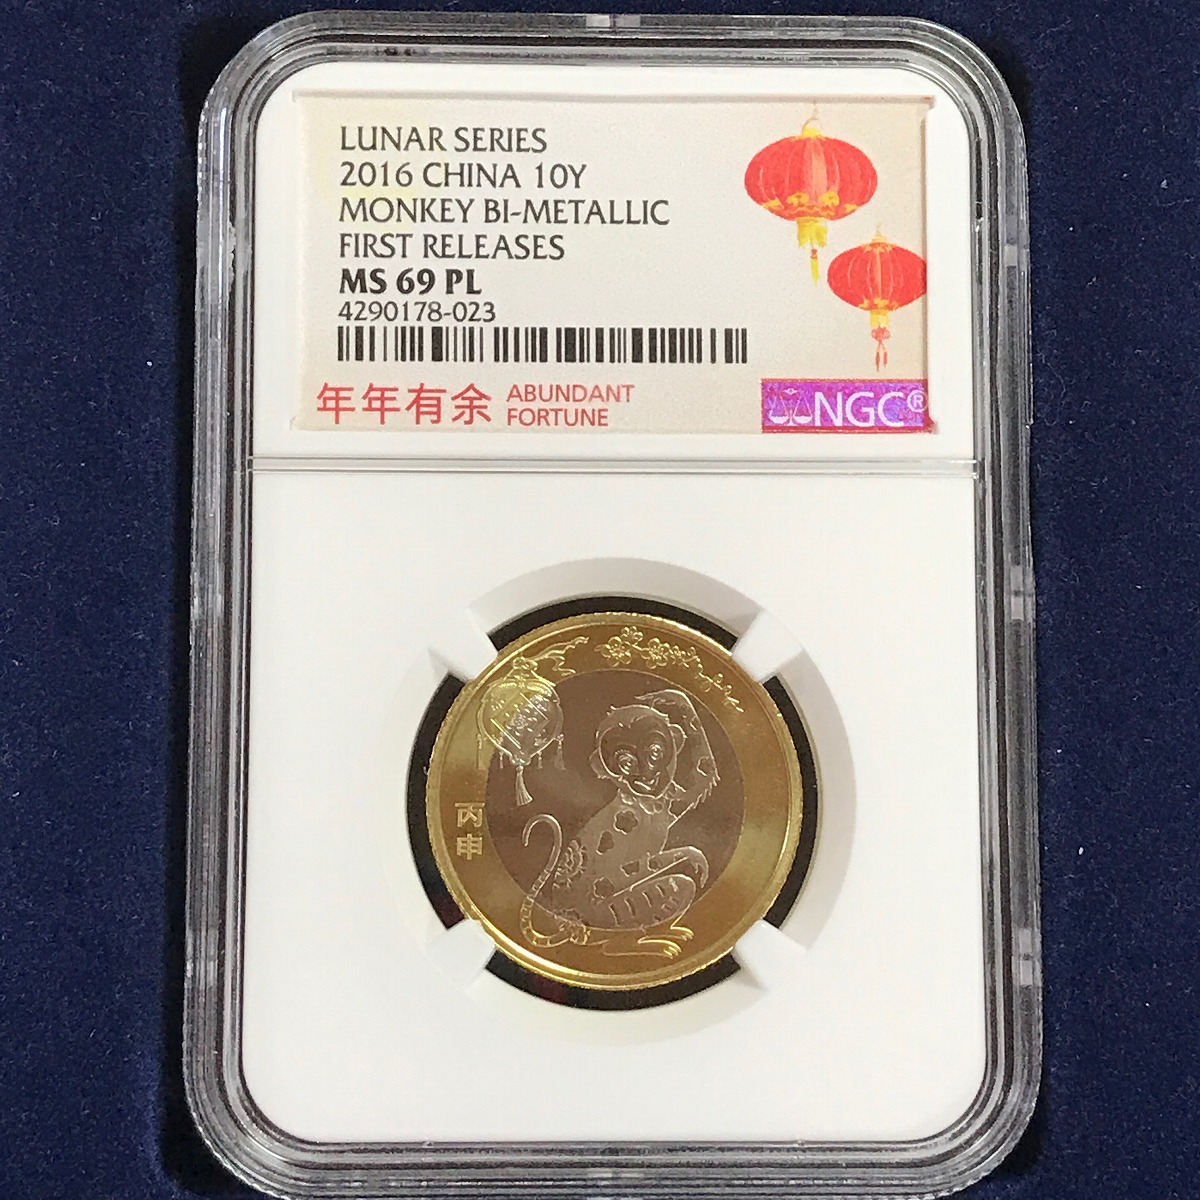 LUNAR SERIES
2016 CHINA 10Y
MONKEY BI-METALLIC
FIRST RELEASES
MS 69 PL
4290178-023
年年有余 ABUNDANT
FORTUNE
NGC®
丙
申